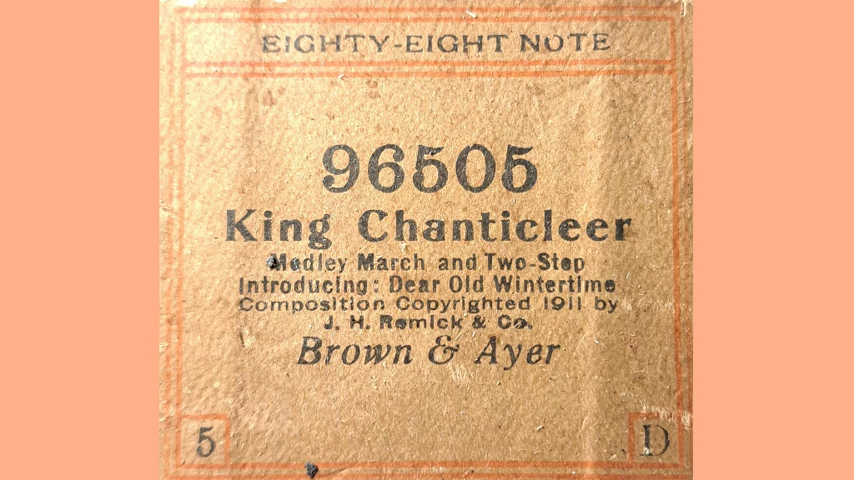 EIGHTY-EIGHT NOTE
96505
King Chanticleer
Medley March and Two-Step
Introducing: Dear Old Wintertime
Composition Copyrighted 1911 by
J. H. Remick & Co.
Brown & Ayer
5 D